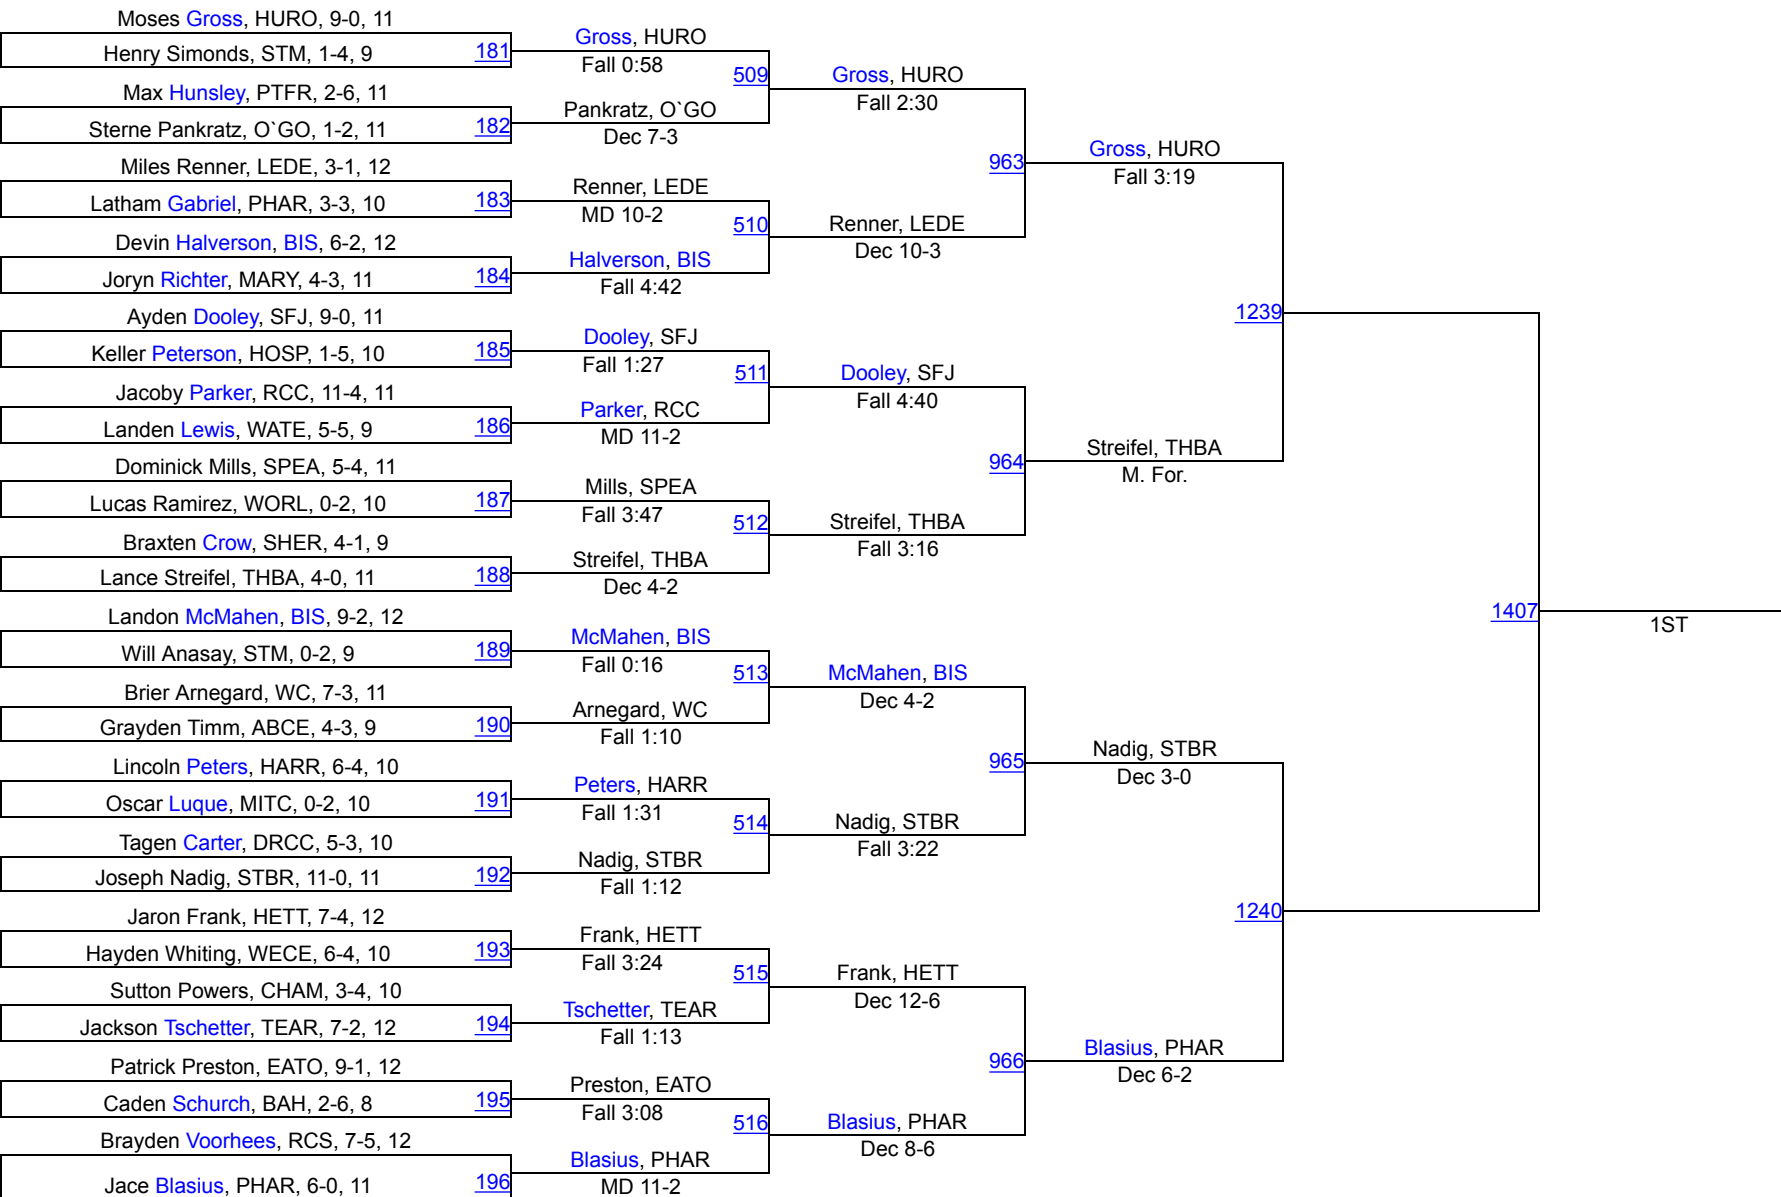 Moses Gross, HURO, 9-0, 11
Henry Simonds, STM, 1-4, 9
181
Max Hunsley, PTFR, 2-6, 11
Sterne Pankratz, O`GO, 1-2, 11
182
Miles Renner, LEDE, 3-1, 12
Latham Gabriel, PHAR, 3-3, 10
183
Devin Halverson, BIS, 6-2, 12
Joryn Richter, MARY, 4-3, 11
184
Ayden Dooley, SFJ, 9-0, 11
Keller Peterson, HOSP, 1-5, 10
185
Jacoby Parker, RCC, 11-4, 11
Landen Lewis, WATE, 5-5, 9
186
Dominick Mills, SPEA, 5-4, 11
Lucas Ramirez, WORL, 0-2, 10
187
Braxten Crow, SHER, 4-1, 9
Lance Streifel, THBA, 4-0, 11
188
Landon McMahen, BIS, 9-2, 12
Will Anasay, STM, 0-2, 9
189
Brier Arnegard, WC, 7-3, 11
Grayden Timm, ABCE, 4-3, 9
190
Lincoln Peters, HARR, 6-4, 10
Oscar Luque, MITC, 0-2, 10
191
Tagen Carter, DRCC, 5-3, 10
Joseph Nadig, STBR, 11-0, 11
192
Jaron Frank, HETT, 7-4, 12
Hayden Whiting, WECE, 6-4, 10
193
Sutton Powers, CHAM, 3-4, 10
Jackson Tschetter, TEAR, 7-2, 12
194
Patrick Preston, EATO, 9-1, 12
Caden Schurch, BAH, 2-6, 8
195
Brayden Voorhees, RCS, 7-5, 12
Jace Blasius, PHAR, 6-0, 11
196
Gross, HURO
Fall 0:58
509
Pankratz, O`GO
Dec 7-3
Renner, LEDE
MD 10-2
510
Halverson, BIS
Fall 4:42
Dooley, SFJ
Fall 1:27
511
Parker, RCC
MD 11-2
Mills, SPEA
Fall 3:47
512
Streifel, THBA
Dec 4-2
McMahen, BIS
Fall 0:16
513
Arnegard, WC
Fall 1:10
Peters, HARR
Fall 1:31
514
Nadig, STBR
Fall 1:12
Frank, HETT
Fall 3:24
515
Tschetter, TEAR
Fall 1:13
Preston, EATO
Fall 3:08
516
Blasius, PHAR
MD 11-2
Gross, HURO
Fall 2:30
963
Renner, LEDE
Dec 10-3
Dooley, SFJ
Fall 4:40
964
Streifel, THBA
Fall 3:16
McMahen, BIS
Dec 4-2
965
Nadig, STBR
Fall 3:22
Frank, HETT
Dec 12-6
966
Blasius, PHAR
Dec 8-6
Gross, HURO
Fall 3:19
1239
Streifel, THBA
M. For.
Nadig, STBR
Dec 3-0
1240
Blasius, PHAR
Dec 6-2
1407
1ST